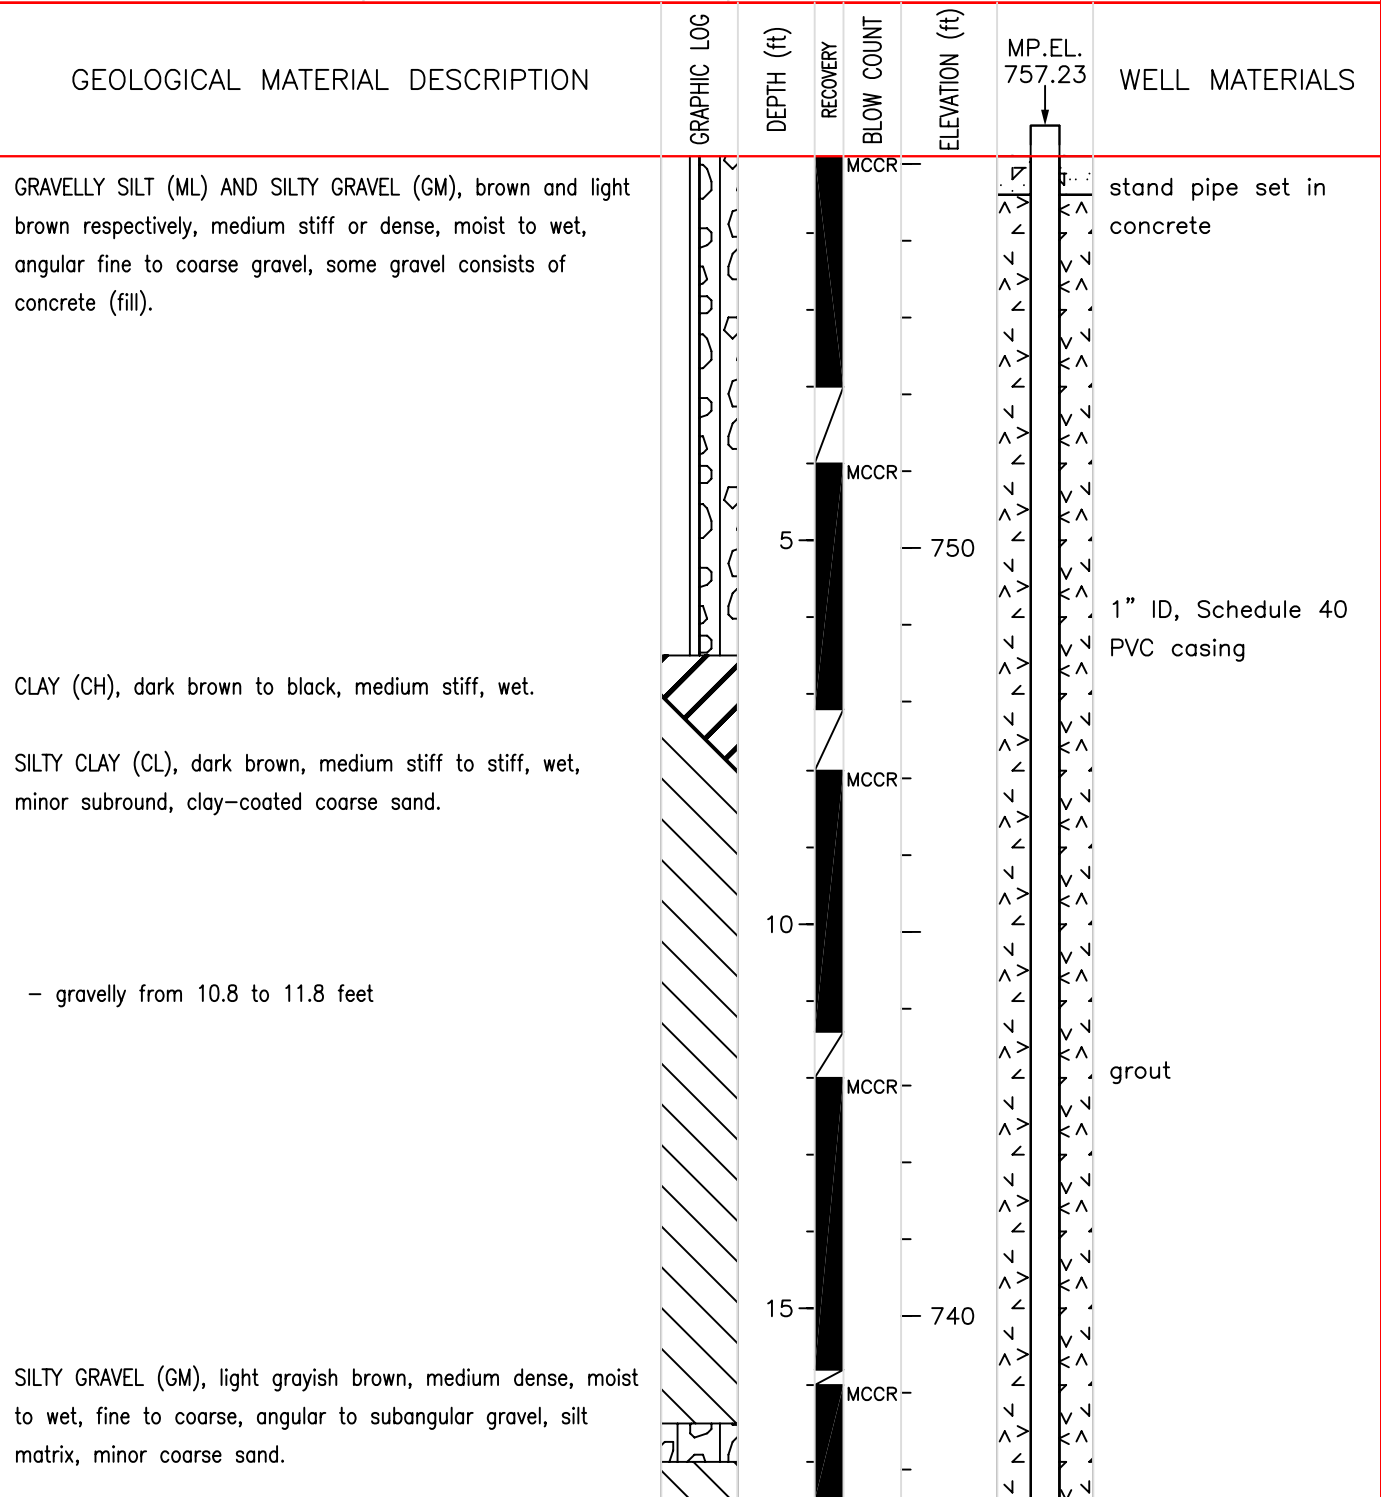 GEOLOGICAL MATERIAL DESCRIPTION
GRAPHIC LOG
DEPTH (ft)
RECOVERY
BLOW COUNT
ELEVATION (ft)
MP.EL.
757.23
WELL MATERIALS
MCCR
GRAVELLY SILT (ML) AND SILTY GRAVEL (GM), brown and light
brown respectively, medium stiff or dense, moist to wet,
angular fine to coarse gravel, some gravel consists of
concrete (fill).
stand pipe set in
concrete
MCCR
5
750
1” ID, Schedule 40
PVC casing
CLAY (CH), dark brown to black, medium stiff, wet.
SILTY CLAY (CL), dark brown, medium stiff to stiff, wet,
minor subround, clay-coated coarse sand.
MCCR
10
- gravelly from 10.8 to 11.8 feet
grout
MCCR
15
740
SILTY GRAVEL (GM), light grayish brown, medium dense, moist
to wet, fine to coarse, angular to subangular gravel, silt
matrix, minor coarse sand.
MCCR